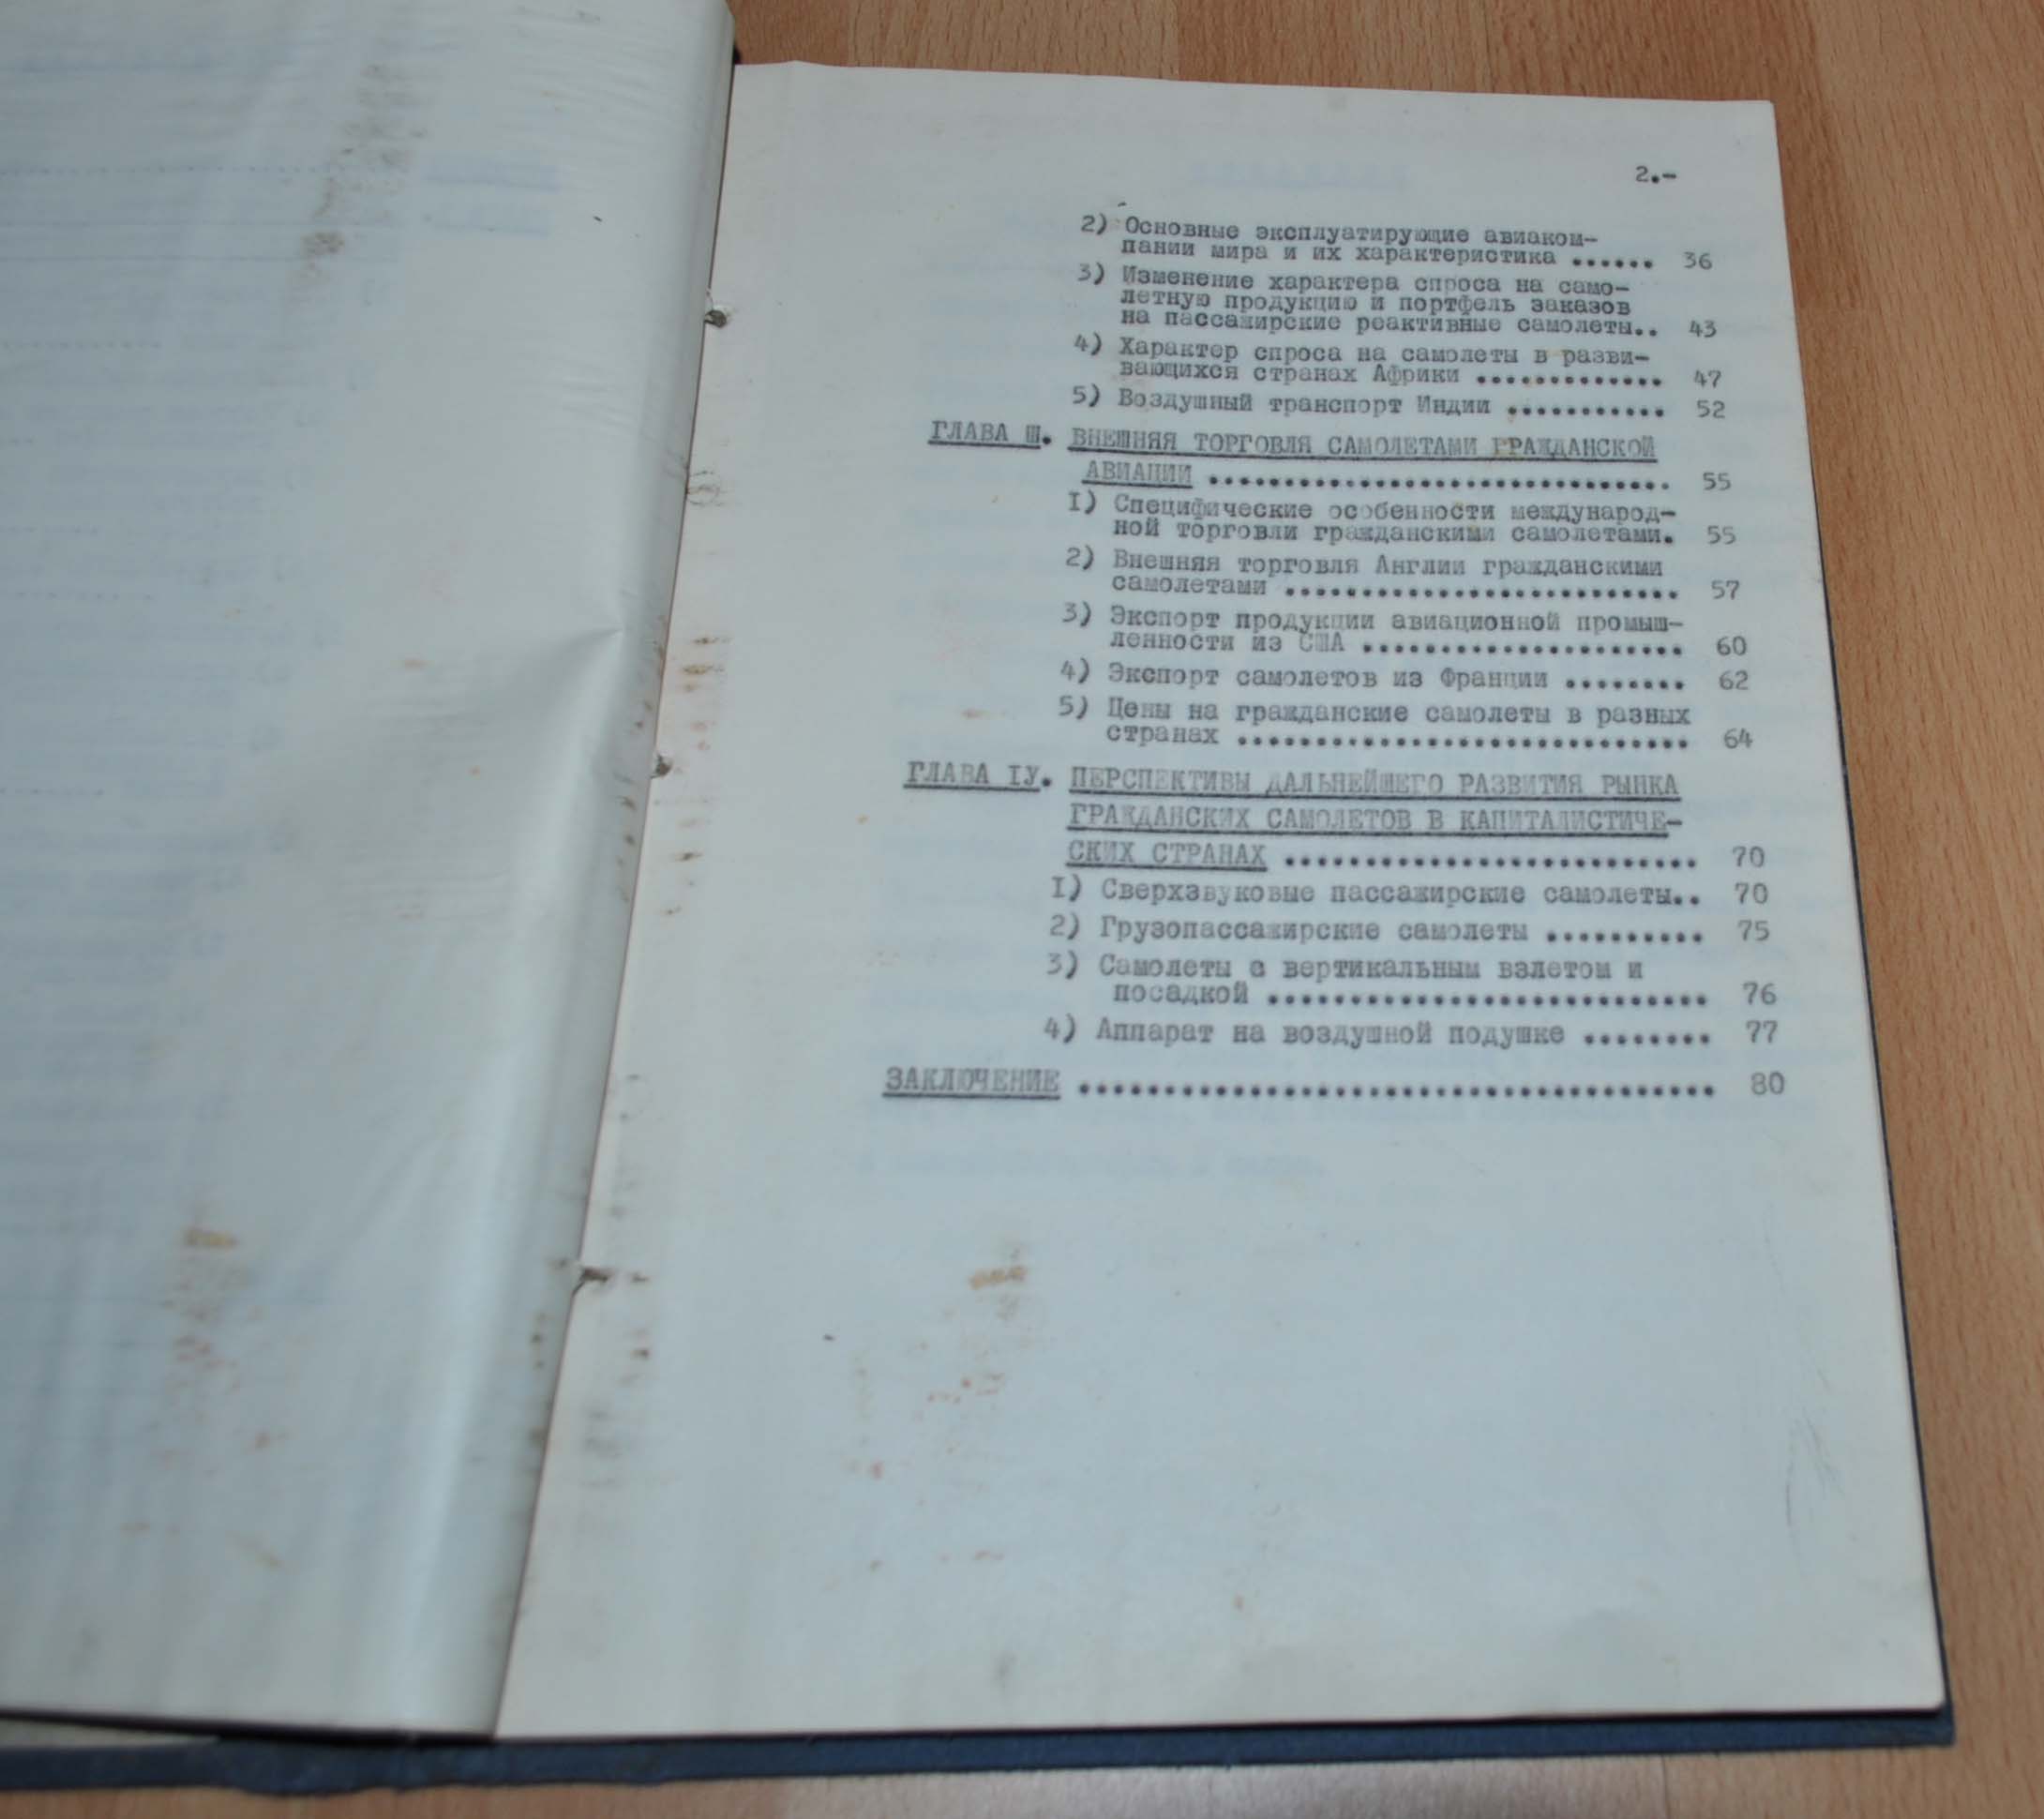 2.-
2) Основные эксплуатирующие авиаком-
пании мира и их характеристика ...... 36
3) Изменение характера спроса на само-
летную продукцию и портфель заказов
на пассажирские реактивные самолеты.. 43
4) Характер спроса на самолеты в разви-
вающихся странах Африки ............. 47
5) Воздушный транспорт Индии ........... 52
ГЛАВА Ш. ВНЕШНЯЯ ТОРГОВЛЯ САМОЛЕТАМИ ГРАЖДАНСКОЙ
АВИАЦИИ ............................... 55
I) Специфические особенности международ-
ной торговли гражданскими самолетами. 55
2) Внешняя торговля Англии гражданскими
самолетами .......................... 57
3) Экспорт продукции авиационной промыш-
ленности из США ..................... 60
4) Экспорт самолетов из Франции ........ 62
5) Цены на гражданские самолеты в разных
странах ............................. 64
ГЛАВА IУ. ПЕРСПЕКТИВЫ ДАЛЬНЕЙШЕГО РАЗВИТИЯ РЫНКА
ГРАЖДАНСКИХ САМОЛЕТОВ В КАПИТАЛИСТИЧЕ-
СКИХ СТРАНАХ .......................... 70
I) Сверхзвуковые пассажирские самолеты.. 70
2) Грузопассажирские самолеты .......... 75
3) Самолеты с вертикальным взлетом и
посадкой ............................ 76
4) Аппарат на воздушной подушке ........ 77
ЗАКЛЮЧЕНИЕ ...................................... 80